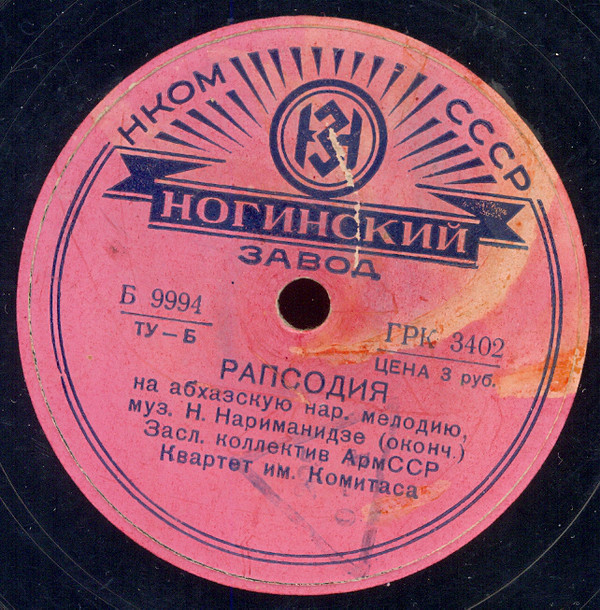 НКОМ СССР
НЗ
НОГИНСКИЙ
ЗАВОД
Б 9994
ТУ – Б
ГРК 3402
ЦЕНА 3 руб.
РАПСОДИЯ
на абхазскую нар. мелодию,
муз. Н. Нариманидзе (оконч.)
Засл. коллектив АрмССР
Квартет им. Комитаса